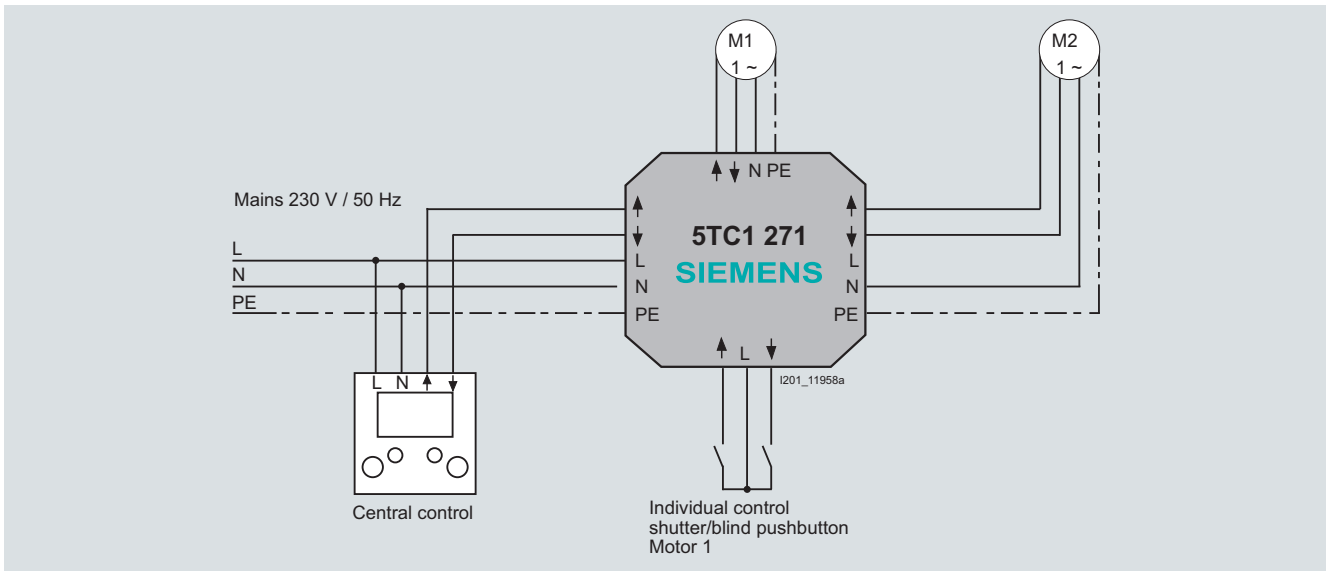 M1
1 ~
M2
1 ~
N PE
Mains 230 V / 50 Hz
5TC1 271
SIEMENS
L
N
PE
L
N
PE
L
N
PE
L
I201_11958a
L N
Central control
Individual control
shutter/blind pushbutton
Motor 1